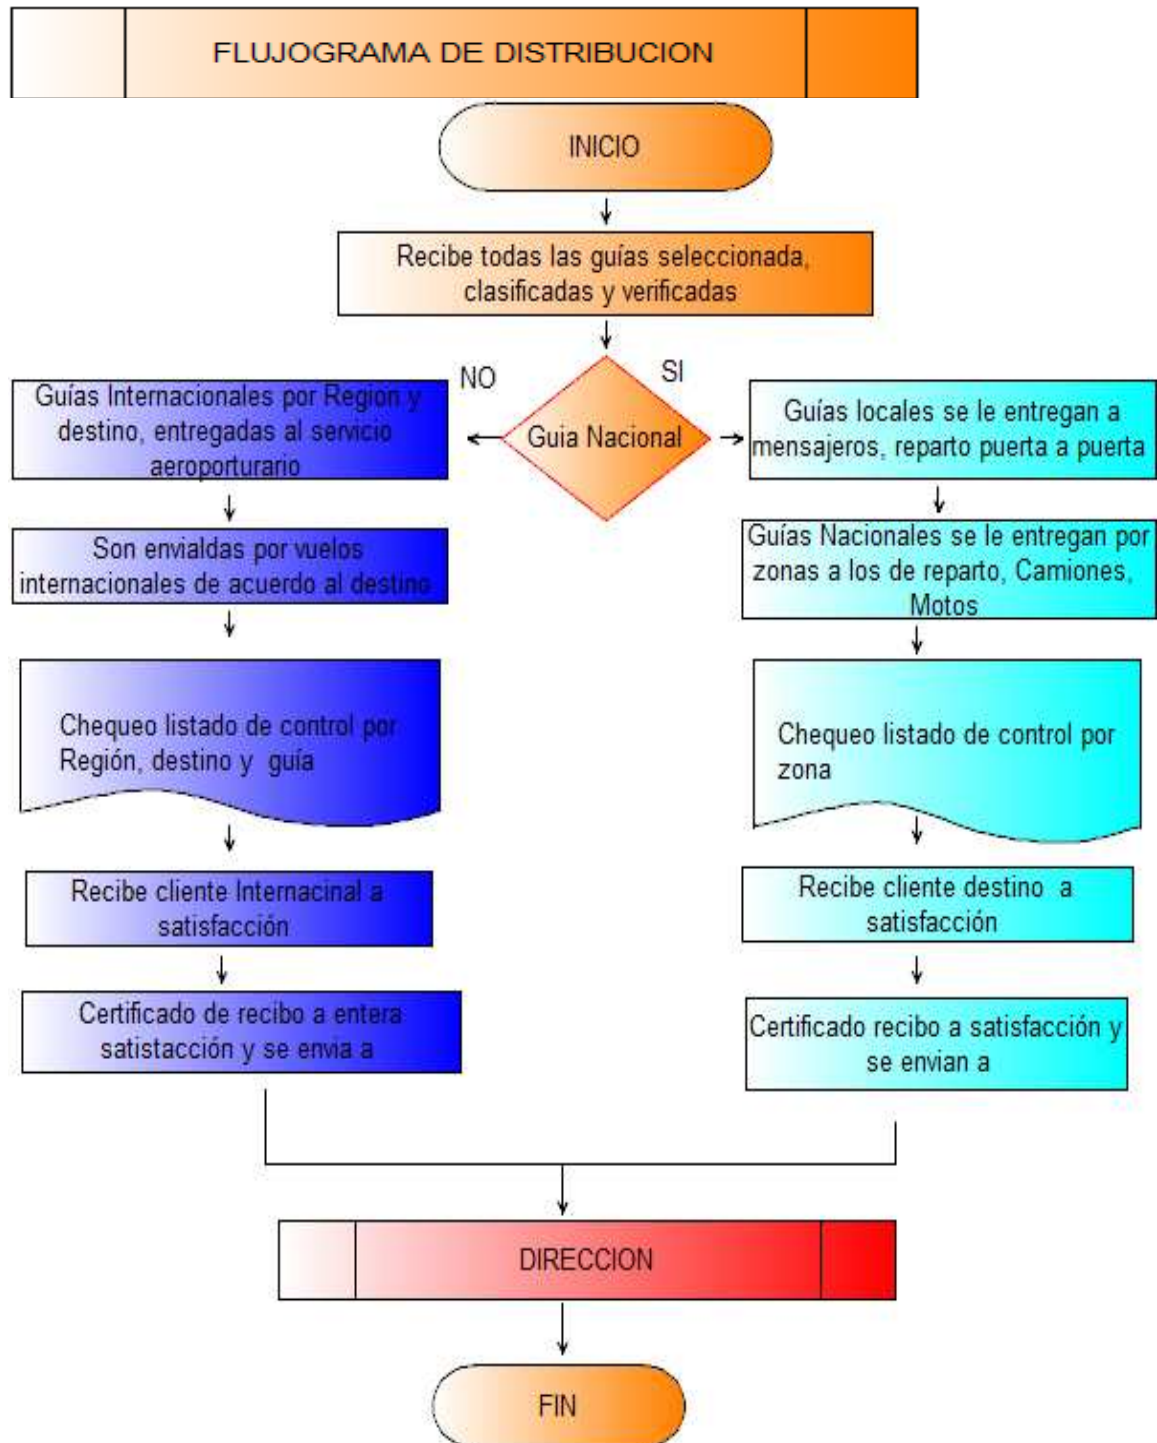 FLUJOGRAMA DE DISTRIBUCION
INICIO
Recibe todas las guías seleccionada,
clasificadas y verificadas
NO
SI
Guia Nacional
Guías Internacionales por Region y
destino, entregadas al servicio
aeroporturario
Son envialdas por vuelos
internacionales de acuerdo al destino
Chequeo listado de control por
Región, destino y guía
Recibe cliente Internacinal a
satisfacción
Certificado de recibo a entera
satistacción y se envia a
Guías locales se le entregan a
mensajeros, reparto puerta a puerta
Guías Nacionales se le entregan por
zonas a los de reparto, Camiones,
Motos
Chequeo listado de control por
zona
Recibe cliente destino a
satisfacción
Certificado recibo a satisfacción y
se envian a
DIRECCION
FIN